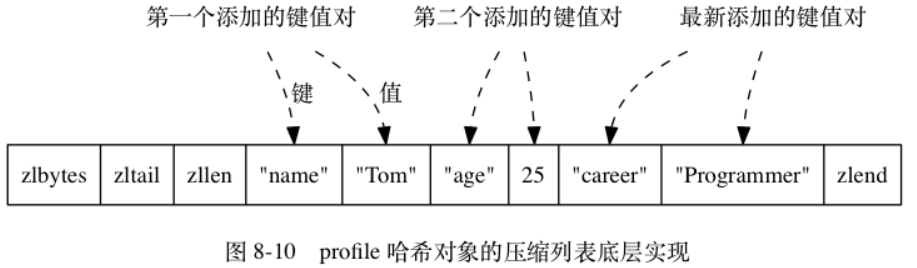 第一个添加的键值对 第二个添加的键值对 最新添加的键值对
键 值
zlbytes zltail zllen "name" "Tom" "age" 25 "career" "Programmer" zlend
图 8-10 profile 哈希对象的压缩列表底层实现